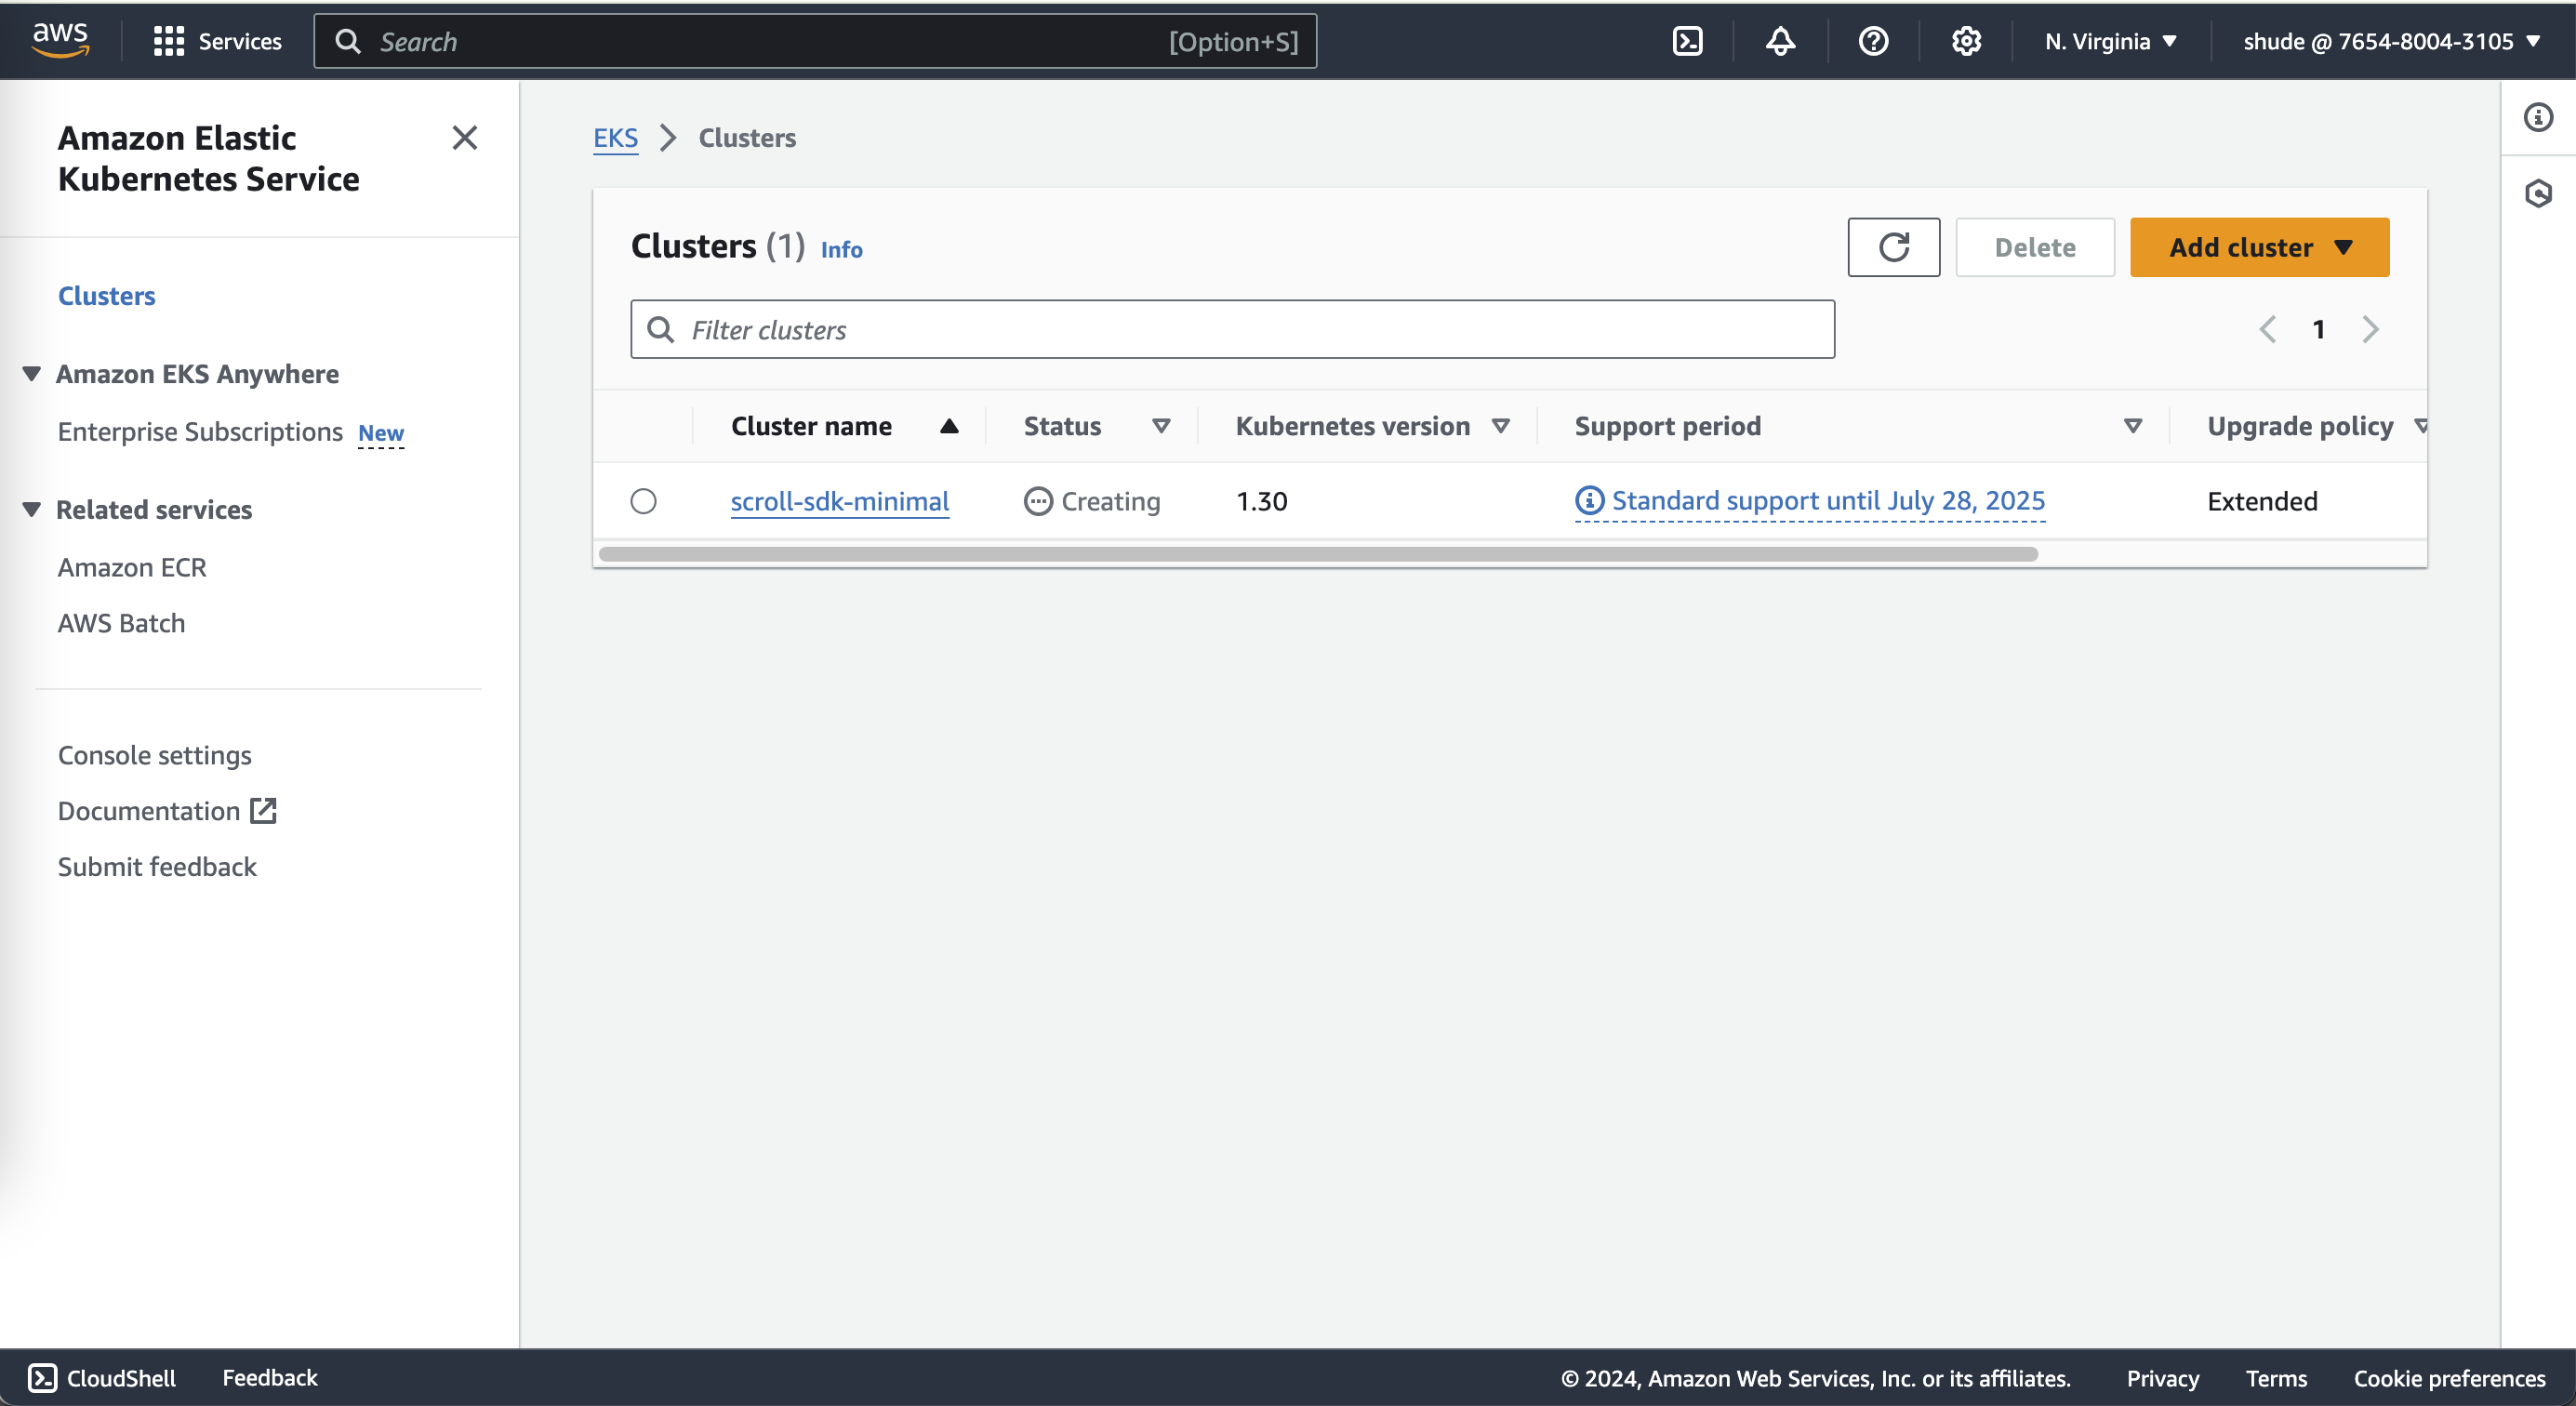 aws
Services
Search
[Option+S]
N. Virginia
shude @ 7654-8004-3105
Amazon Elastic
Kubernetes Service
Clusters
Amazon EKS Anywhere
Enterprise Subscriptions New
Related services
Amazon ECR
AWS Batch
Console settings
Documentation
Submit feedback
EKS
Clusters
Clusters (1) Info
Delete
Add cluster
Filter clusters
1
Cluster name
Status
Kubernetes version
Support period
Upgrade policy
scroll-sdk-minimal
Creating
1.30
Standard support until July 28, 2025
Extended
CloudShell
Feedback
© 2024, Amazon Web Services, Inc. or its affiliates.
Privacy
Terms
Cookie preferences